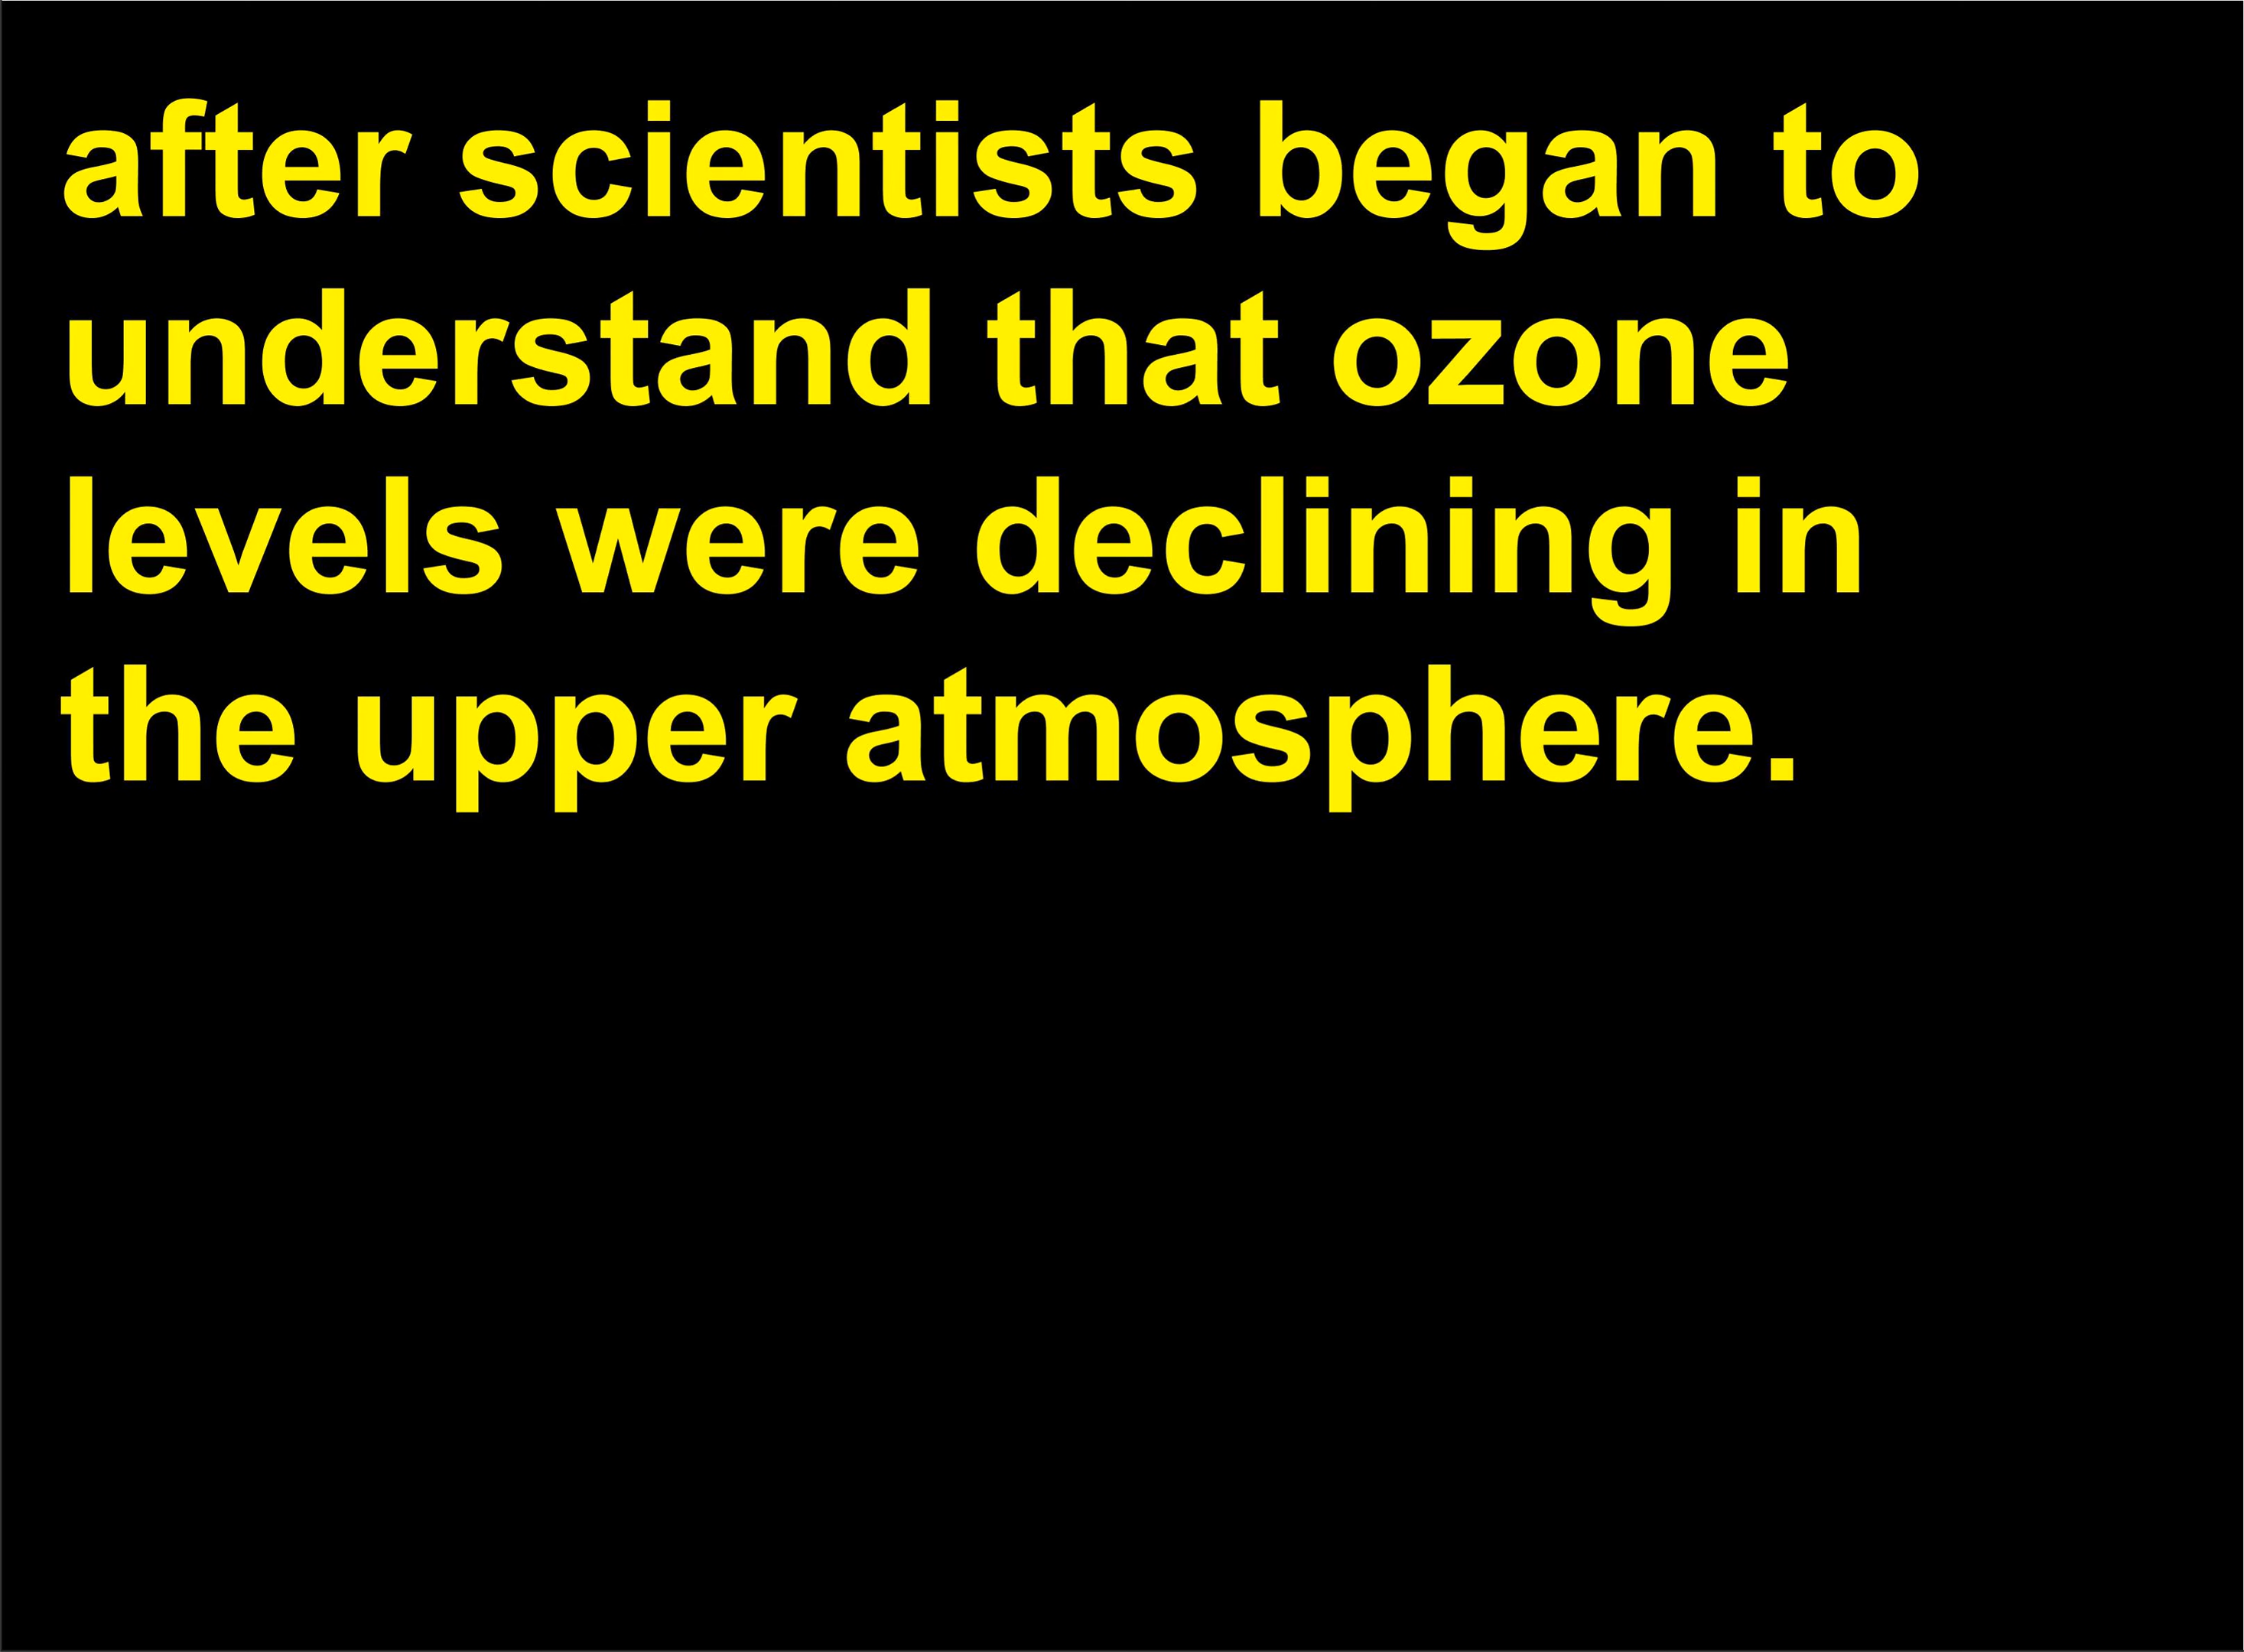 after scientists began to
understand that ozone
levels were declining in
the upper atmosphere.